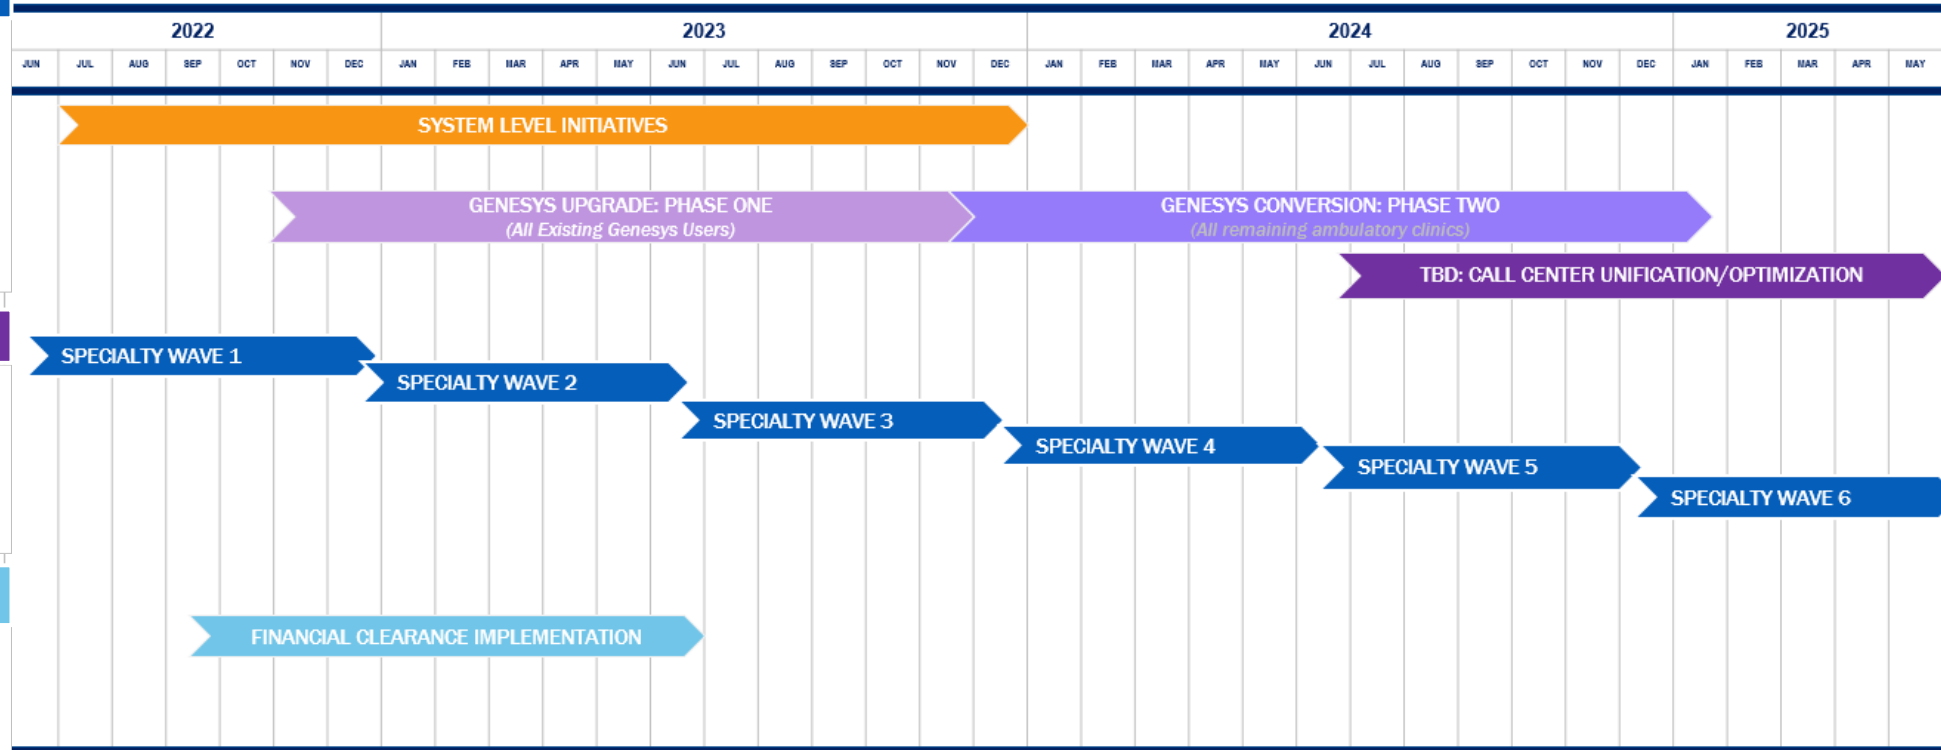 2022 2023 2024 2025
JUN JUL AUG SEP OCT NOV DEC JAN FEB MAR APR MAY JUN JUL AUG SEP OCT NOV DEC JAN FEB MAR APR MAY JUN JUL AUG SEP OCT NOV DEC JAN FEB MAR APR MAY
SYSTEM LEVEL INITIATIVES
GENESYS UPGRADE: PHASE ONE
(All Existing Genesys Users)
GENESYS CONVERSION: PHASE TWO
(All remaining ambulatory clinics)
TBD: CALL CENTER UNIFICATION/OPTIMIZATION
SPECIALTY WAVE 1
SPECIALTY WAVE 2
SPECIALTY WAVE 3
SPECIALTY WAVE 4
SPECIALTY WAVE 5
SPECIALTY WAVE 6
FINANCIAL CLEARANCE IMPLEMENTATION